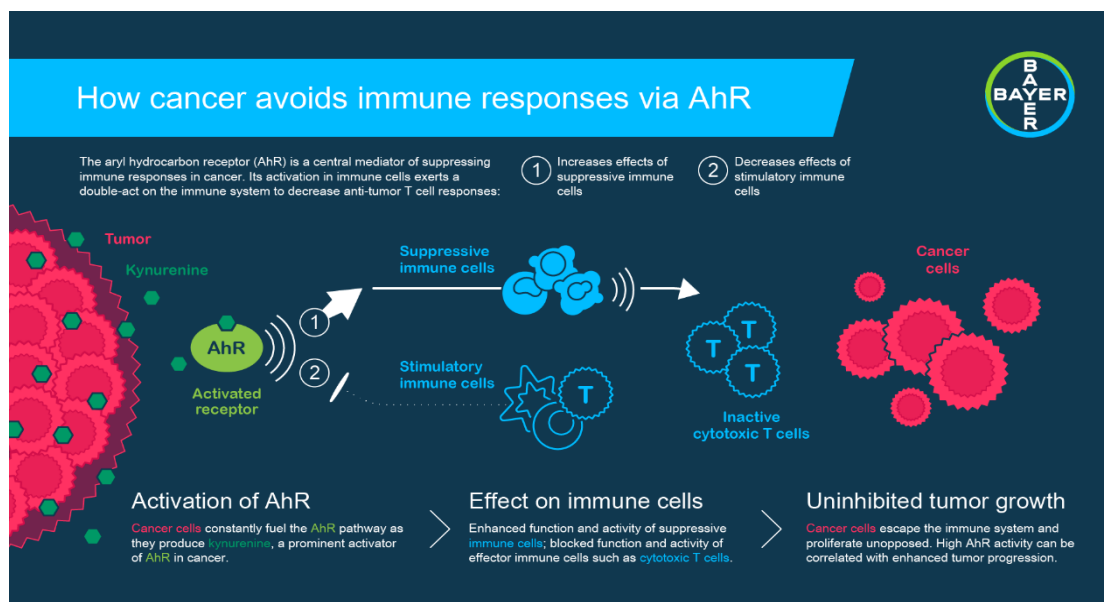 How cancer avoids immune responses via AhR
BAYER
BAYER
The aryl hydrocarbon receptor (AhR) is a central mediator of suppressing
immune responses in cancer. Its activation in immune cells exerts a
double-act on the immune system to decrease anti-tumor T cell responses:
1
Increases effects of
suppressive immune
cells
2
Decreases effects of
stimulatory immune
cells
Tumor
Kynurenine
AhR
Activated
receptor
1
2
Suppressive
immune cells
Stimulatory
immune cells
T
T
T
T
Inactive
cytotoxic T cells
Cancer
cells
Activation of AhR
Cancer cells constantly fuel the AhR pathway as
they produce kynurenine, a prominent activator
of AhR in cancer.
Effect on immune cells
Enhanced function and activity of suppressive
immune cells; blocked function and activity of
effector immune cells such as cytotoxic T cells.
Uninhibited tumor growth
Cancer cells escape the immune system and
proliferate unopposed. High AhR activity can be
correlated with enhanced tumor progression.